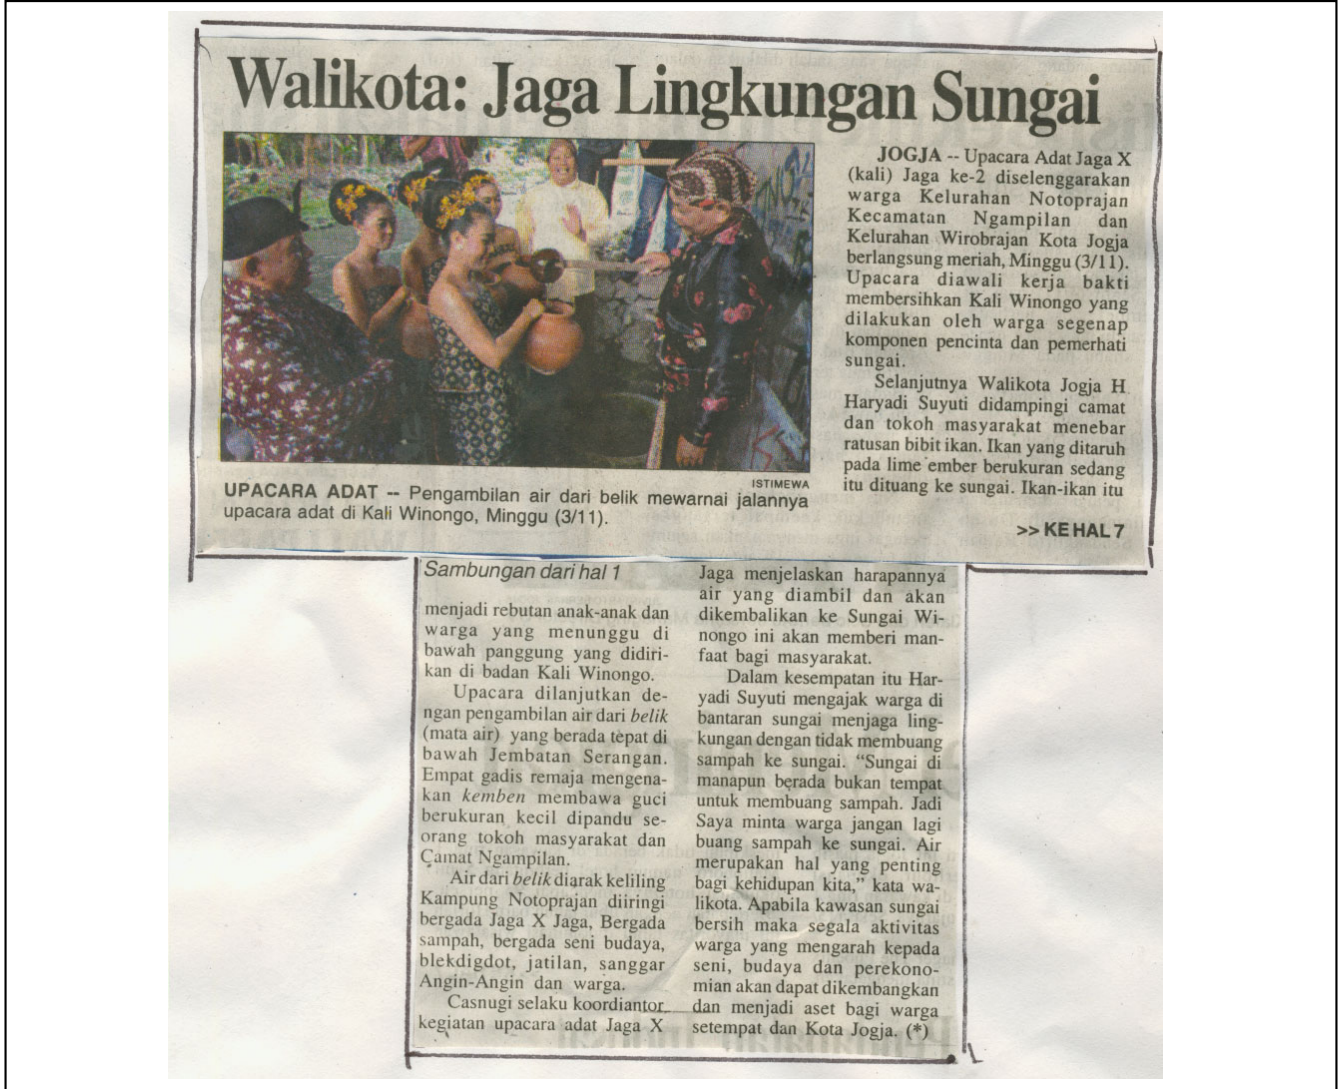 Walikota: Jaga Lingkungan Sungai
ISTIMEWA
UPACARA ADAT -- Pengambilan air dari belik mewarnai jalannya
upacara adat di Kali Winongo, Minggu (3/11).
JOGJA -- Upacara Adat Jaga X
(kali) Jaga ke-2 diselenggarakan
warga Kelurahan Notoprajan
Kecamatan Ngampilan dan
Kelurahan Wirobrajan Kota Jogja
berlangsung meriah, Minggu (3/11).
Upacara diawali kerja bakti
membersihkan Kali Winongo yang
dilakukan oleh warga segenap
komponen pencinta dan pemerhati
sungai.
Selanjutnya Walikota Jogja H
Haryadi Suyuti didampingi camat
dan tokoh masyarakat menebar
ratusan bibit ikan. Ikan yang ditaruh
pada lime ember berukuran sedang
itu dituang ke sungai. Ikan-ikan itu
>> KE HAL 7
Sambungan dari hal 1
menjadi rebutan anak-anak dan
warga yang menunggu di
bawah panggung yang didiri-
kan di badan Kali Winongo.
Upacara dilanjutkan de-
ngan pengambilan air dari belik
(mata air) yang berada tepat di
bawah Jembatan Serangan.
Empat gadis remaja mengena-
kan kemben membawa guci
berukuran kecil dipandu se-
orang tokoh masyarakat dan
Camat Ngampilan.
Air dari belik diarak keliling
Kampung Notoprajan diiringi
bergada Jaga X Jaga, Bergada
sampah, bergada seni budaya,
blekdigdot, jatilan, sanggar
Angin-Angin dan warga.
Casnugi selaku koordiantor
kegiatan upacara adat Jaga X
Jaga menjelaskan harapannya
air yang diambil dan akan
dikembalikan ke Sungai Wi-
nongo ini akan memberi man-
faat bagi masyarakat.
Dalam kesempatan itu Har-
yadi Suyuti mengajak warga di
bantaran sungai menjaga ling-
kungan dengan tidak membuang
sampah ke sungai. “Sungai di
manapun berada bukan tempat
untuk membuang sampah. Jadi
Saya minta warga jangan lagi
buang sampah ke sungai. Air
merupakan hal yang penting
bagi kehidupan kita,” kata wa-
likota. Apabila kawasan sungai
bersih maka segala aktivitas
warga yang mengarah kepada
seni, budaya dan perekono-
mian akan dapat dikembangkan
dan menjadi aset bagi warga
setempat dan Kota Jogja. (*)